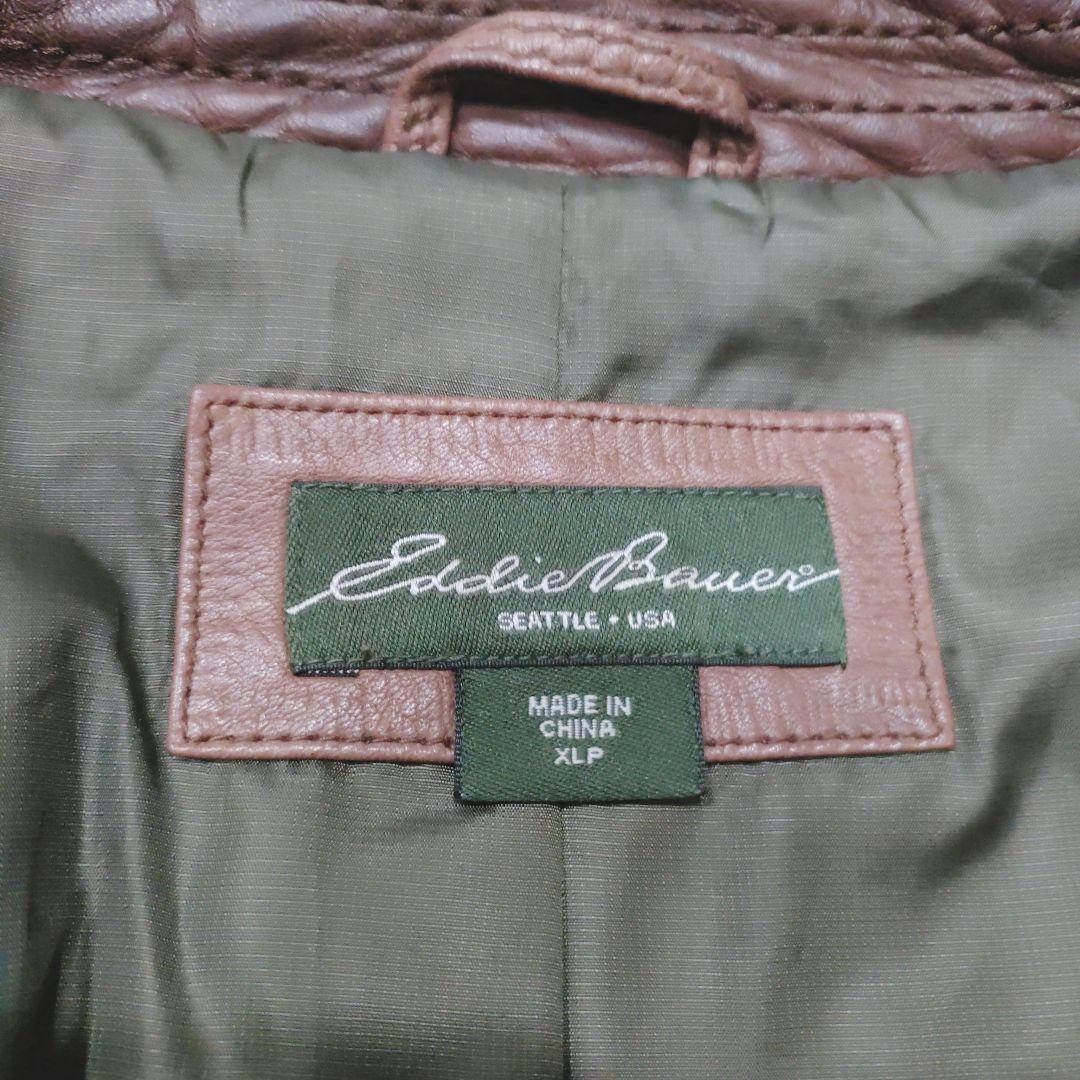 Eddie Bauer®
SEATTLE • USA
MADE IN
CHINA
XLP